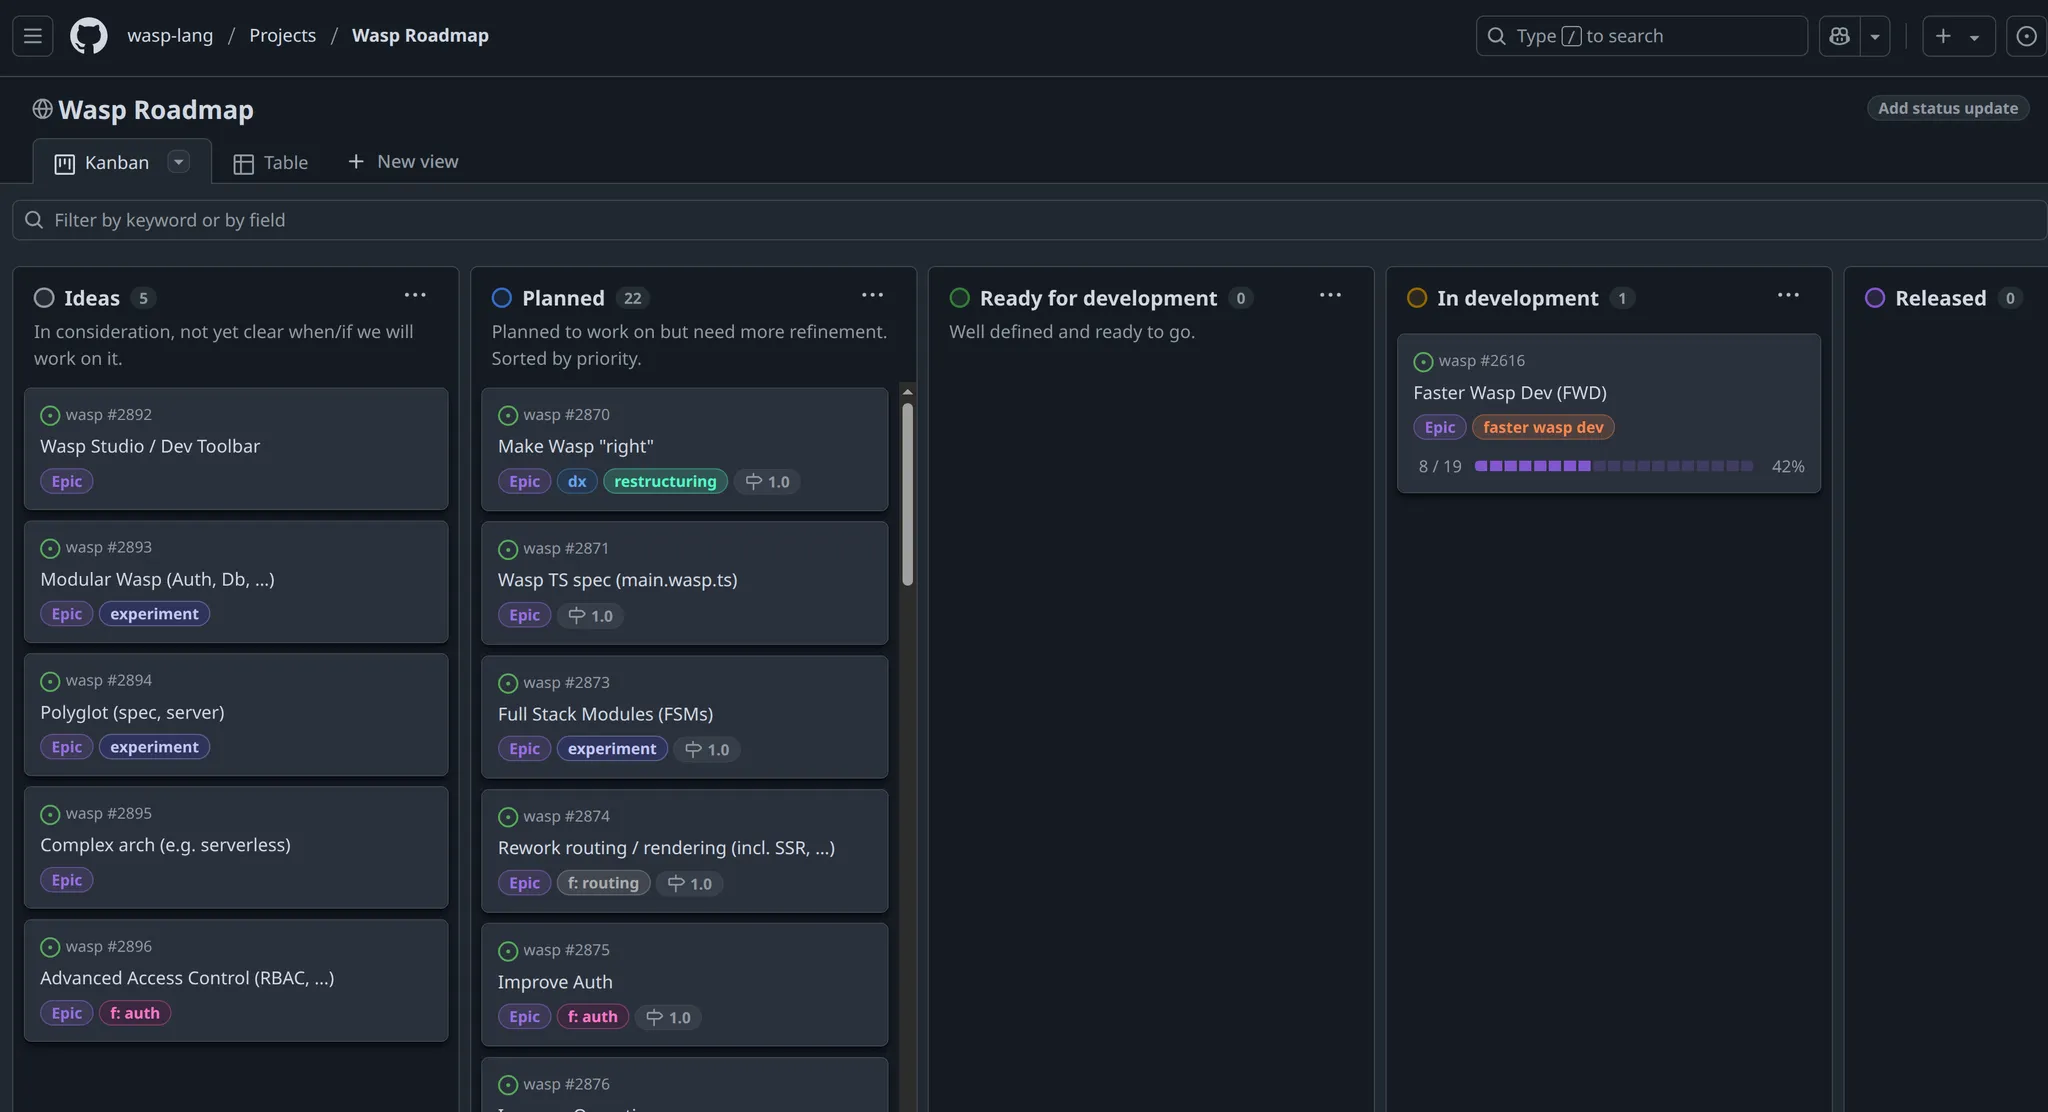 wasp-lang / Projects / Wasp Roadmap
Type / to search
Wasp Roadmap
Add status update
Kanban
Table
New view
Filter by keyword or by field
Ideas 5
In consideration, not yet clear when/if we will
work on it.
wasp #2892
Wasp Studio / Dev Toolbar
Epic
wasp #2893
Modular Wasp (Auth, Db, ...)
Epic experiment
wasp #2894
Polyglot (spec, server)
Epic experiment
wasp #2895
Complex arch (e.g. serverless)
Epic
wasp #2896
Advanced Access Control (RBAC, ...)
Epic f: auth
Planned 22
Planned to work on but need more refinement.
Sorted by priority.
wasp #2870
Make Wasp "right"
Epic dx restructuring 1.0
wasp #2871
Wasp TS spec (main.wasp.ts)
Epic 1.0
wasp #2873
Full Stack Modules (FSMs)
Epic experiment 1.0
wasp #2874
Rework routing / rendering (incl. SSR, ...)
Epic f: routing 1.0
wasp #2875
Improve Auth
Epic f: auth 1.0
wasp #2876
Ready for development 0
Well defined and ready to go.
In development 1
wasp #2616
Faster Wasp Dev (FWD)
Epic faster wasp dev
8 / 19 42%
Released 0